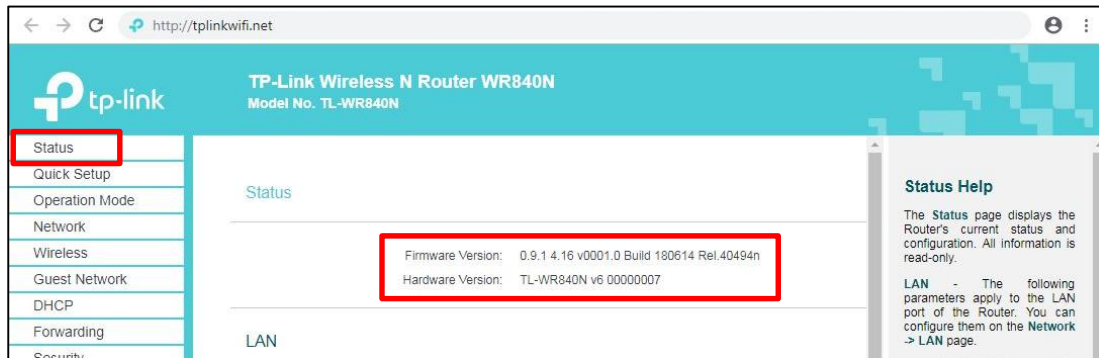 http://tplinkwifi.net
tp-link
TP-Link Wireless N Router WR840N
Model No. TL-WR840N
Status
Quick Setup
Operation Mode
Network
Wireless
Guest Network
DHCP
Forwarding
Security
Status
Firmware Version: 0.9.1 4.16 v0001.0 Build 180614 Rel.40494n
Hardware Version: TL-WR840N v6 00000007
LAN
Status Help
The Status page displays the
Router's current status and
configuration. All information is
read-only.
LAN - The following
parameters apply to the LAN
port of the Router. You can
configure them on the Network
-> LAN page.